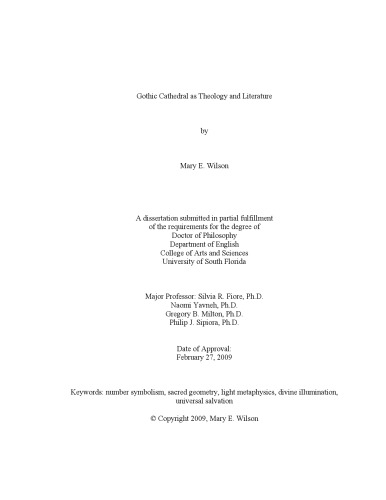 Gothic Cathedral as Theology and Literature
by
Mary E. Wilson
A dissertation submitted in partial fulfillment
of the requirements for the degree of
Doctor of Philosophy
Department of English
College of Arts and Sciences
University of South Florida
Major Professor: Silvia R. Fiore, Ph.D.
Naomi Yavneh, Ph.D.
Gregory B. Milton, Ph.D.
Philip J. Sipiora, Ph.D.
Date of Approval:
February 27, 2009
Keywords: number symbolism, sacred geometry, light metaphysics, divine illumination,
universal salvation
© Copyright 2009, Mary E. Wilson